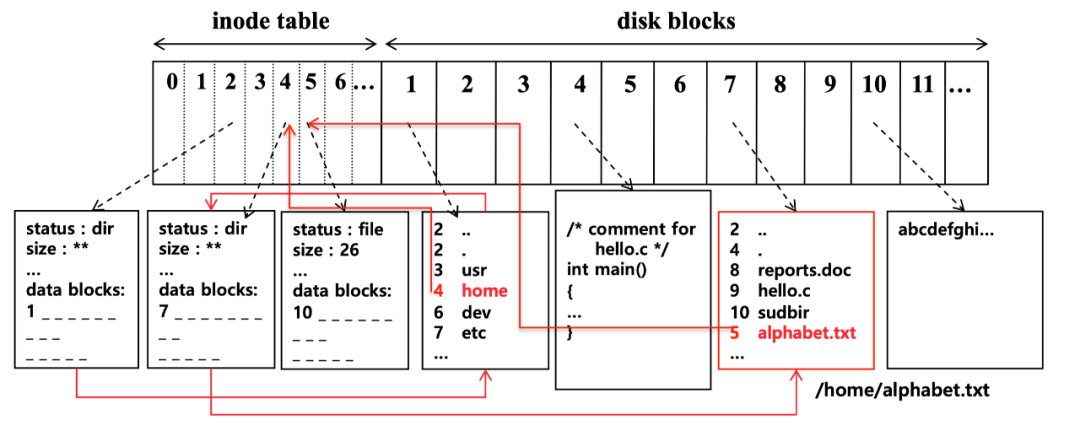 inode table
disk blocks
0 1 2 3 4 5 6 ... 1 2 3 4 5 6 7 8 9 10 11 ...
status : dir
size : **
...
data blocks:
1 _ _ _ _ _ _
_ _ _
_ _ _ _ _
status : dir
size : **
...
data blocks:
7 _ _ _ _ _ _ _
_ _
_ _ _ _ _
status : file
size : 26
...
data blocks:
10 _ _ _ _ _ _
_ _ _
_ _ _ _ _
2 ..
2 .
3 usr
4 home
6 dev
7 etc
...
/* comment for
hello.c */
int main()
{
...
}
2 ..
4 .
8 reports.doc
9 hello.c
10 sudbir
5 alphabet.txt
...
abcdefghi...
/home/alphabet.txt